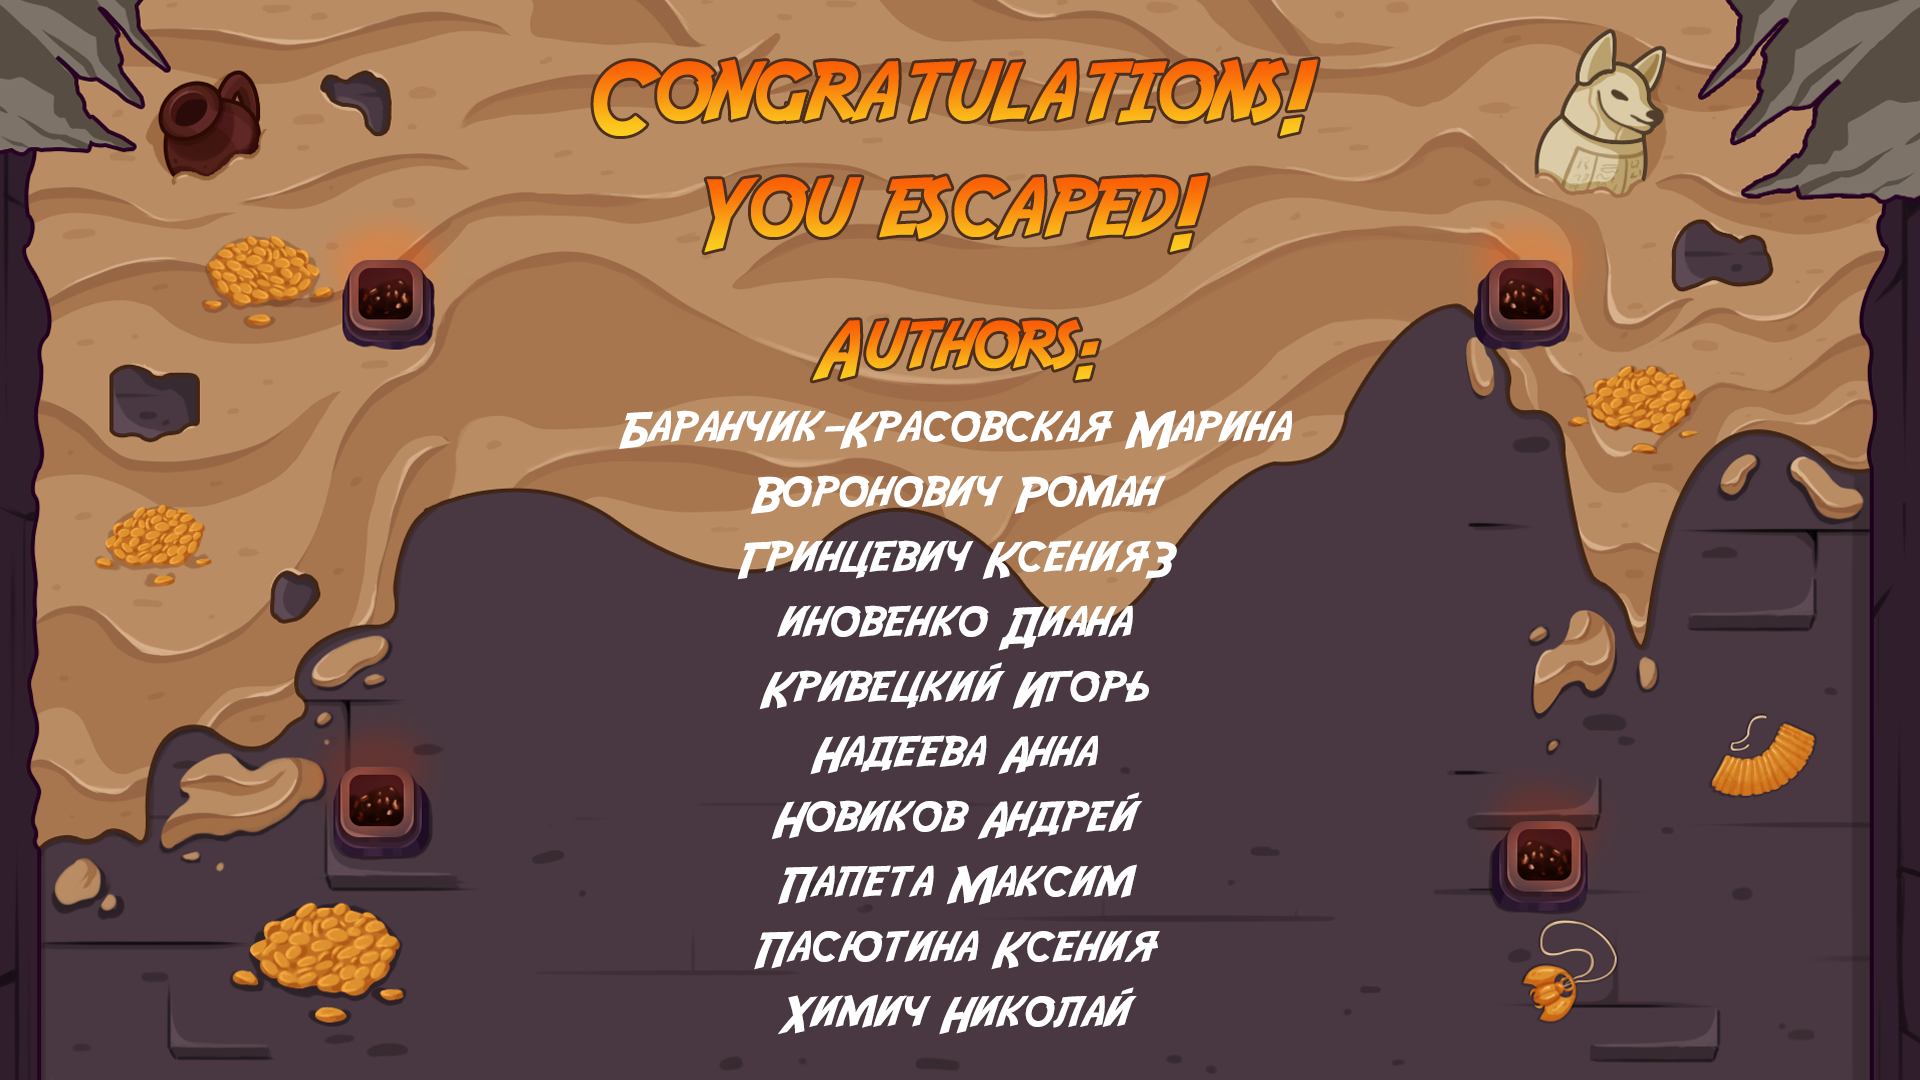 Congratulations!
You escaped!
Authors:
Баранчик-Красовская Марина
Воронович Роман
Гринцевич КсенияЗ
иновенко Диана
Кривецкий Игорь
Надеева Анна
Новиков Андрей
Папета Максим
Пасютина Ксения
Химич Николай